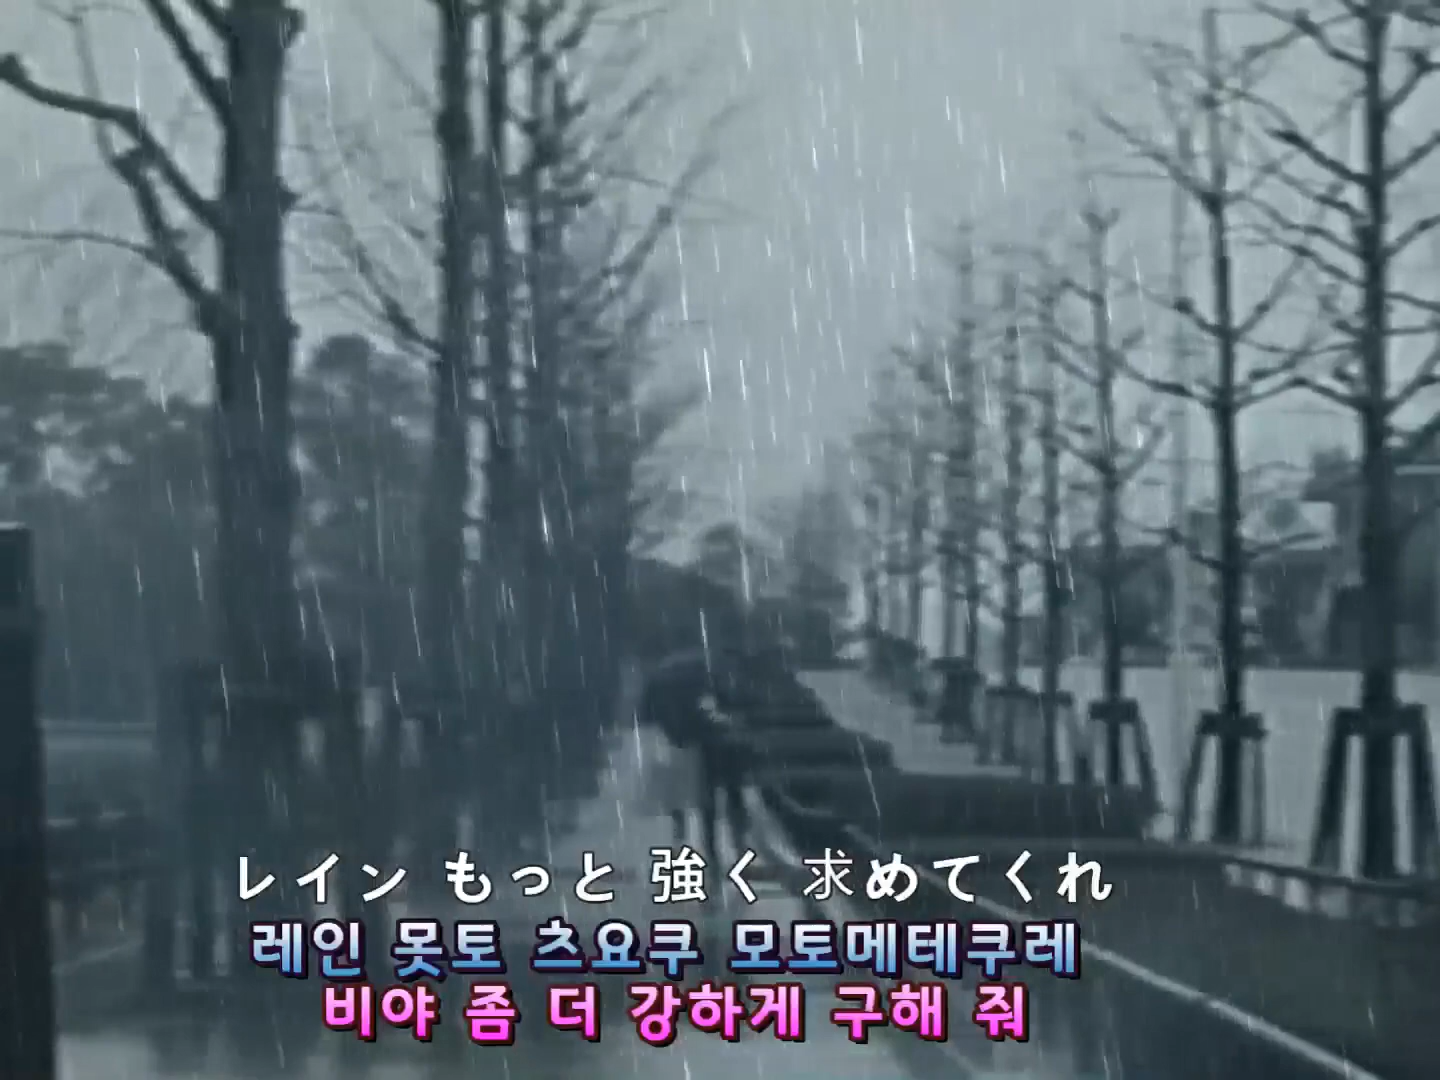 レイン もっと 強く 求めてくれ
레인 못토 츠요쿠 모토메테쿠레
비야 좀 더 강하게 구해 줘